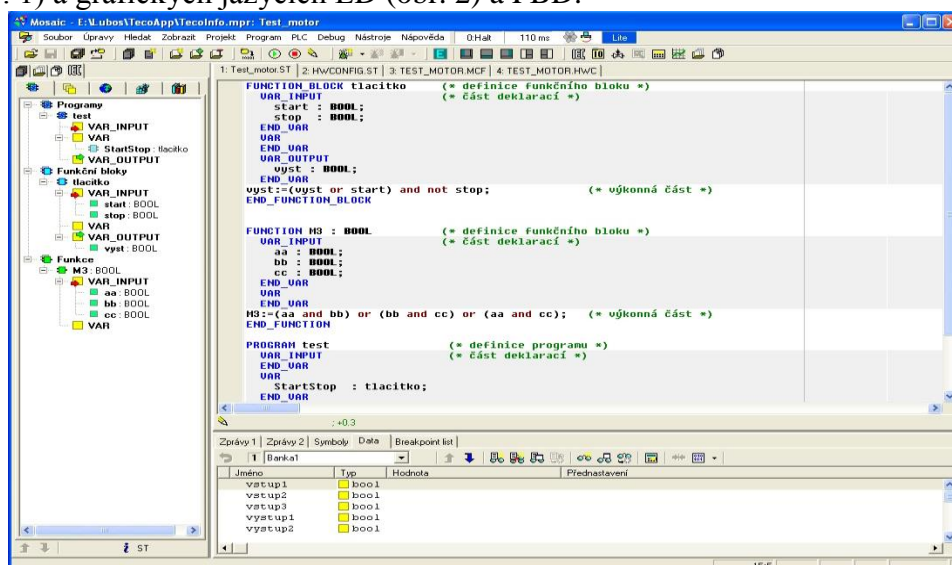 . 1) a grafických jazycích LD (obr. 2) a FBD.
Mosaic - E:\Lubos\TecoApp\TecoInfo.mpr: Test_motor
Soubor Úpravy Hledat Zobrazit Projekt Program PLC Debug Nástroje Nápověda 0:Halt 110 ms Lite
1: Test_motor.ST 2: HWCONFIG.ST 3: TEST_MOTOR.MCF 4: TEST_MOTOR.HWC
Programy
test
VAR_INPUT
VAR
StartStop : tlacitko
VAR_OUTPUT
Funkční bloky
tlacitko
VAR_INPUT
start : BOOL
stop : BOOL
VAR
VAR_OUTPUT
vyst : BOOL
Funkce
M3 : BOOL
VAR_INPUT
aa : BOOL
bb : BOOL
cc : BOOL
VAR
ST
FUNCTION_BLOCK tlacitko (* definice funkčního bloku *)
VAR_INPUT (* část deklarací *)
start : BOOL;
stop : BOOL;
END_VAR
VAR
END_VAR
VAR_OUTPUT
vyst : BOOL;
END_VAR
vyst:=(vyst or start) and not stop; (* výkonná část *)
END_FUNCTION_BLOCK
FUNCTION M3 : BOOL (* definice funkčního bloku *)
VAR_INPUT (* část deklarací *)
aa : BOOL;
bb : BOOL;
cc : BOOL;
END_VAR
VAR
END_VAR
M3:=(aa and bb) or (bb and cc) or (aa and cc); (* výkonná část *)
END_FUNCTION
PROGRAM test (* definice programu *)
VAR_INPUT (* část deklarací *)
END_VAR
VAR
StartStop : tlacitko;
END_VAR
; +0.3
Zprávy 1 Zprávy 2 Symboly Data Breakpoint list
1 Banka1
Jméno Typ Hodnota Přednastavení
vstup1 bool
vstup2 bool
vstup3 bool
vystup1 bool
vystup2 bool